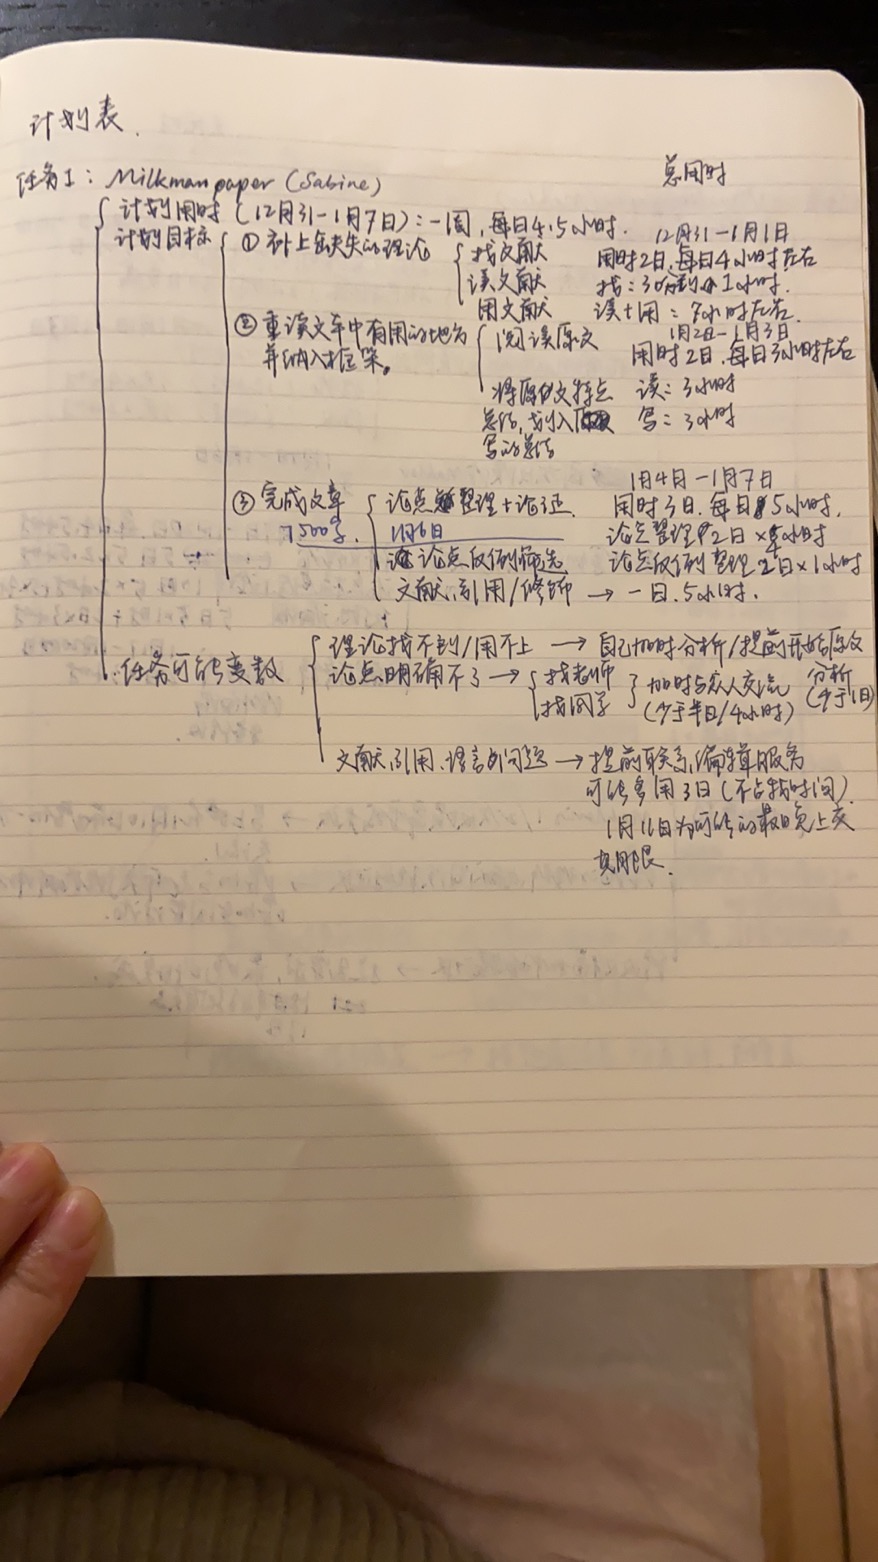 计划表.
任务1: Milkman paper (Sabine)
总用时
计划用时 (12月31-1月7日): 一周, 每日4.5小时.
计划目标 ① 补上缺失的理论
12月31-1月1日
找文献 用时2日, 每日4小时左右
读文献 找: 30分到 1小时.
用文献 读+用: 7小时左右.
② 重读文本中有用的地方
并纳入框架。
1月2日-1月3日
阅读原文 用时2日, 每日3小时左右
将原文特点 读: 3小时
总结, 划入 写: 3小时
写的总结
1月4日-1月7日
③ 完成文章 论点整理+论证 用时3日, 每日5小时,
7500字. 1月6日 论点整理 2日×4小时
论点反例筛选 论点反例整理 2日×1小时
文献,引用/修饰 → 一日.5小时.
任务可能变数
理论找不到/用不上 → 自己加时分析/提前开始原文
分析
(少于1日)
论点明确不了 → 找老师
找同学
加时与众人交流
(少于半日/4小时)
文献,引用,语言的问题 → 提前联系编辑服务
可能多用3日 (不占我时间)
1月11日为可能的最晚上交
期限.